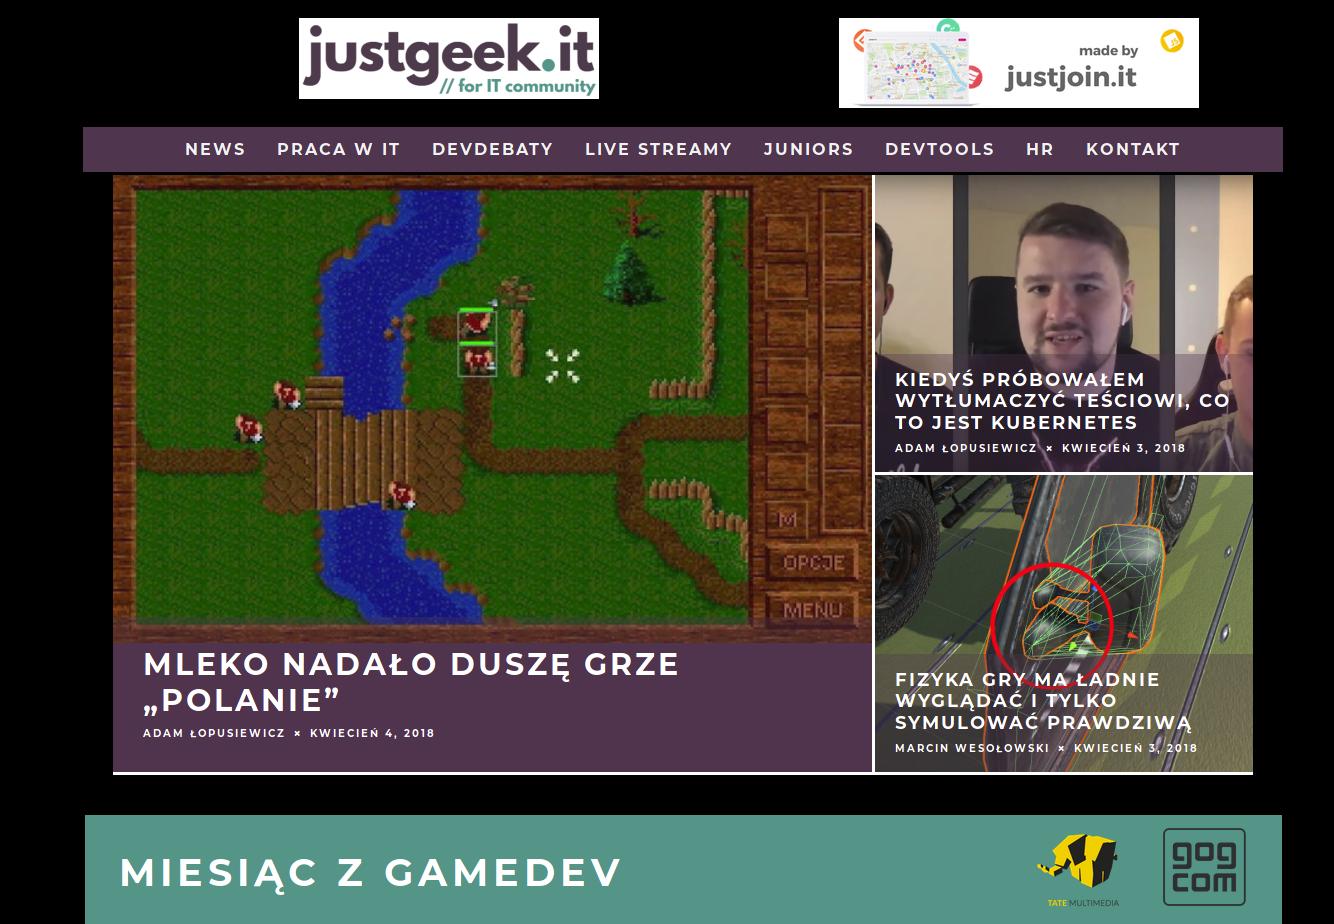 justgeek.it
// for IT community
made by
justjoin.it
NEWS PRACA W IT DEVDEBATY LIVE STREAMY JUNIORS DEVTOOLS HR KONTAKT
M
OPCJE
MENU
MLEKO NADAŁO DUSZĘ GRZE
„POLANIE”
ADAM ŁOPUSIEWICZ × KWIECIEŃ 4, 2018
KIEDYŚ PRÓBOWAŁEM
WYTŁUMACZYĆ TEŚCIOWI, CO
TO JEST KUBERNETES
ADAM ŁOPUSIEWICZ × KWIECIEŃ 3, 2018
FIZYKA GRY MA ŁADNIE
WYGLĄDAĆ I TYLKO
SYMULOWAĆ PRAWDZIWĄ
MARCIN WESOŁOWSKI × KWIECIEŃ 3, 2018
MIESIĄC Z GAMEDEV
TATE MULTIMEDIA
gog
com